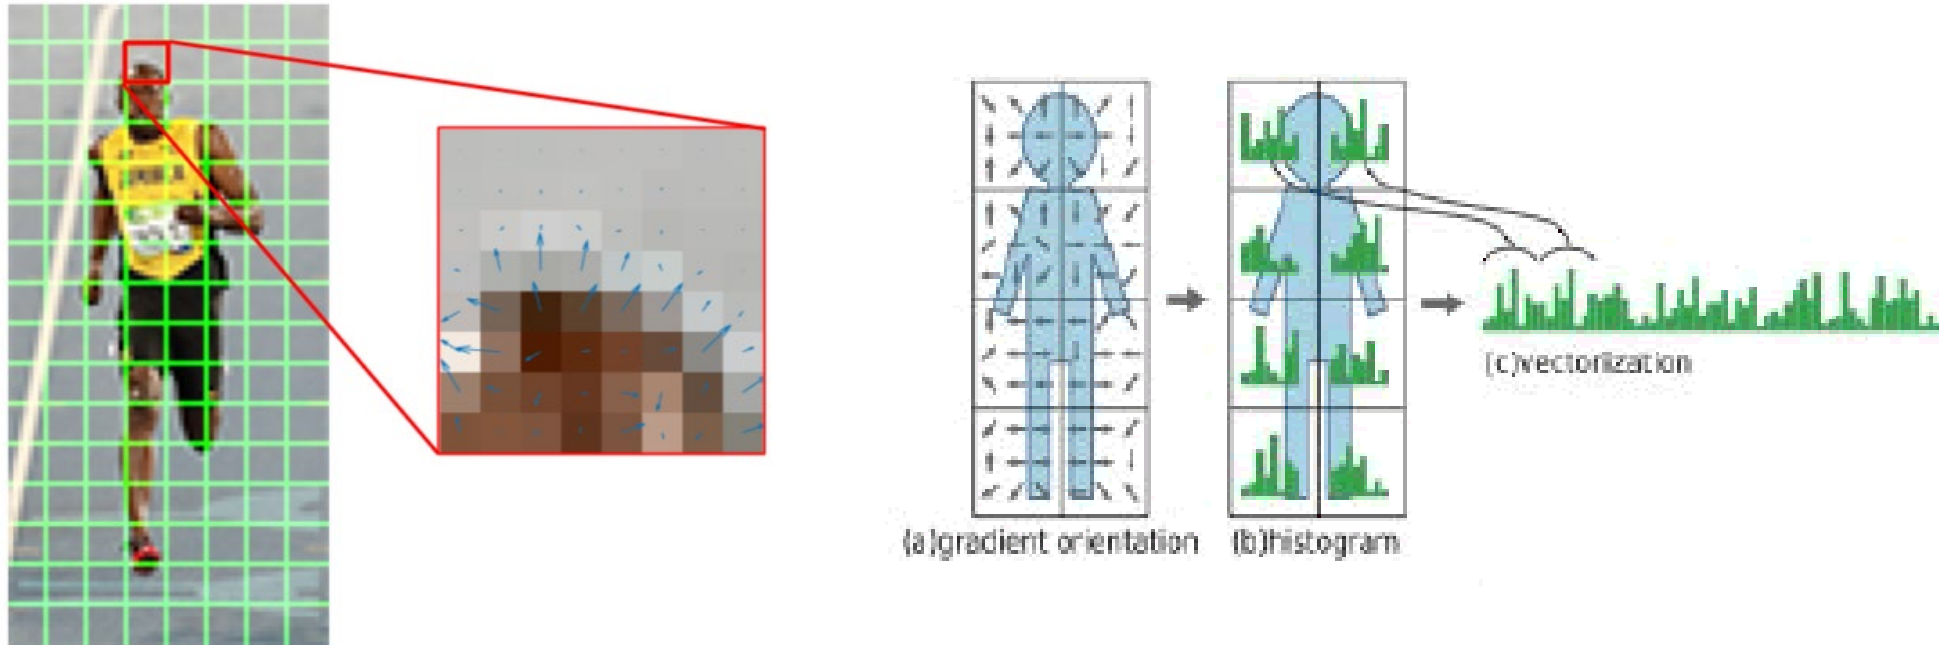 (a)gradient orientation
(b)histogram
(c)vectorization